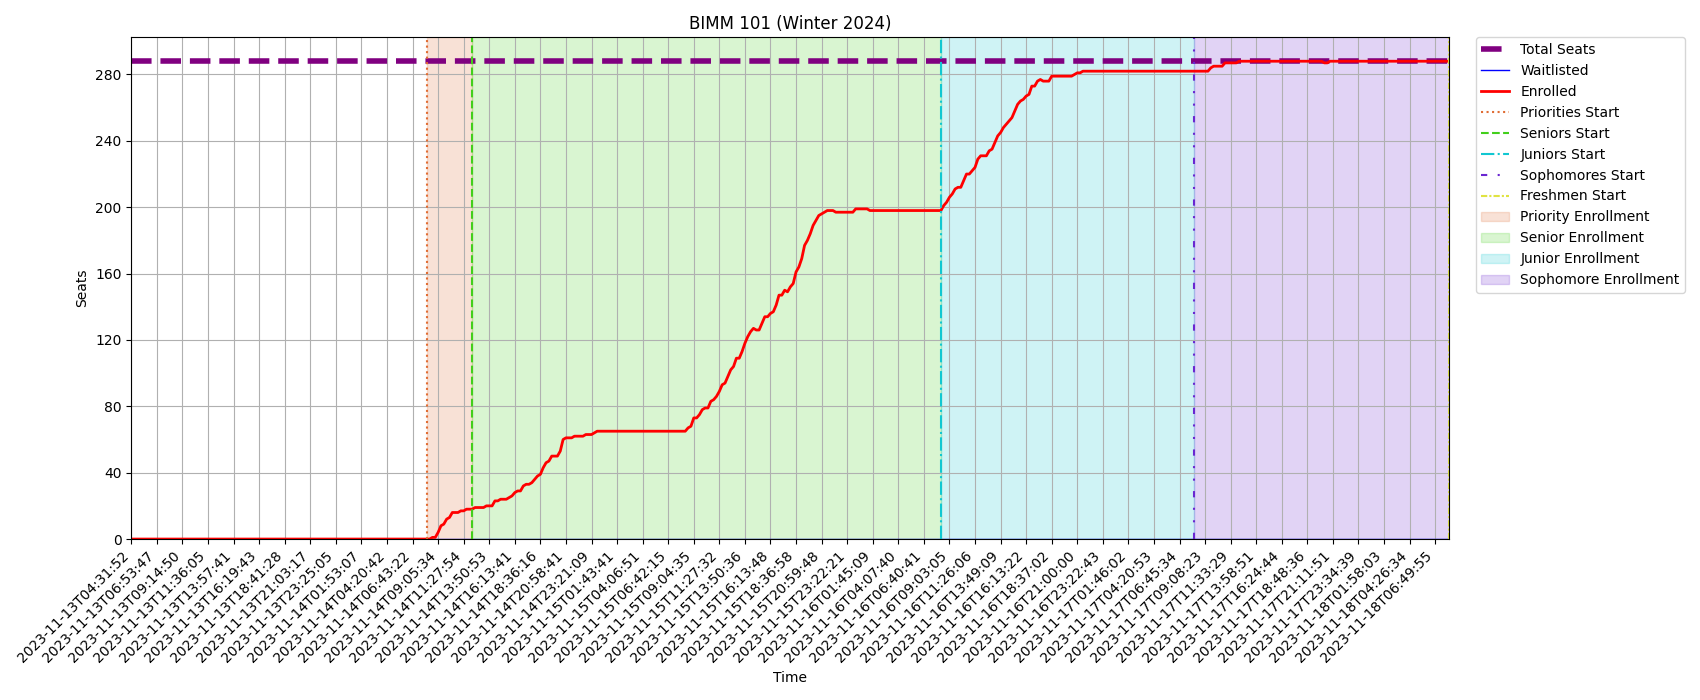 BIMM 101 (Winter 2024)
Seats
280
240
200
160
120
80
40
0
2023-11-13T04:31:52
2023-11-13T06:53:47
2023-11-13T09:14:50
2023-11-13T11:36:05
2023-11-13T13:57:41
2023-11-13T16:19:43
2023-11-13T18:41:28
2023-11-13T21:03:17
2023-11-13T23:25:05
2023-11-14T01:53:07
2023-11-14T04:20:42
2023-11-14T06:43:22
2023-11-14T09:05:34
2023-11-14T11:27:54
2023-11-14T13:50:53
2023-11-14T16:13:41
2023-11-14T18:36:16
2023-11-14T20:58:41
2023-11-14T23:21:09
2023-11-15T01:43:41
2023-11-15T04:06:51
2023-11-15T06:42:15
2023-11-15T09:04:35
2023-11-15T11:27:32
2023-11-15T13:50:36
2023-11-15T16:13:48
2023-11-15T18:36:58
2023-11-15T20:59:48
2023-11-15T23:22:21
2023-11-16T01:45:09
2023-11-16T04:07:40
2023-11-16T06:40:41
2023-11-16T09:03:05
2023-11-16T11:26:06
2023-11-16T13:49:09
2023-11-16T16:13:22
2023-11-16T18:37:02
2023-11-16T21:00:00
2023-11-16T23:22:43
2023-11-17T01:46:02
2023-11-17T04:20:53
2023-11-17T06:45:34
2023-11-17T09:08:23
2023-11-17T11:33:29
2023-11-17T13:58:51
2023-11-17T16:24:44
2023-11-17T18:48:36
2023-11-17T21:11:51
2023-11-17T23:34:39
2023-11-18T01:58:03
2023-11-18T04:26:34
2023-11-18T06:49:55
Time
Total Seats
Waitlisted
Enrolled
Priorities Start
Seniors Start
Juniors Start
Sophomores Start
Freshmen Start
Priority Enrollment
Senior Enrollment
Junior Enrollment
Sophomore Enrollment